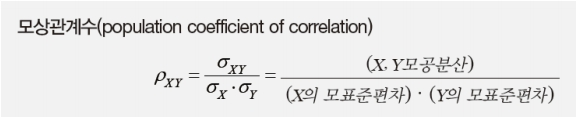 모상관계수(population coefficient of correlation)
ρ_XY = σ_XY / (σ_X · σ_Y) = (X, Y모공분산) / (X의 모표준편차) · (Y의 모표준편차)